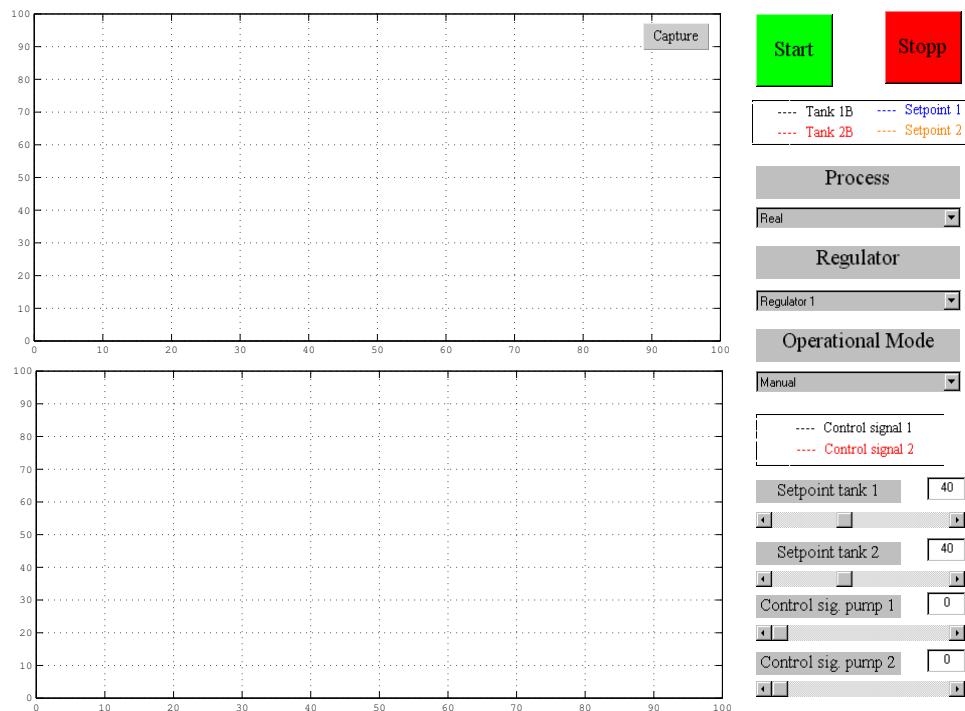 100
90
80
70
60
50
40
30
20
10
0
0 10 20 30 40 50 60 70 80 90 100
Capture
100
90
80
70
60
50
40
30
20
10
0
0 10 20 30 40 50 60 70 80 90 100
Start
Stopp
---- Tank 1B ---- Setpoint 1
---- Tank 2B ---- Setpoint 2
Process
Real
Regulator
Regulator 1
Operational Mode
Manual
---- Control signal 1
---- Control signal 2
Setpoint tank 1 40
Setpoint tank 2 40
Control sig. pump 1 0
Control sig. pump 2 0